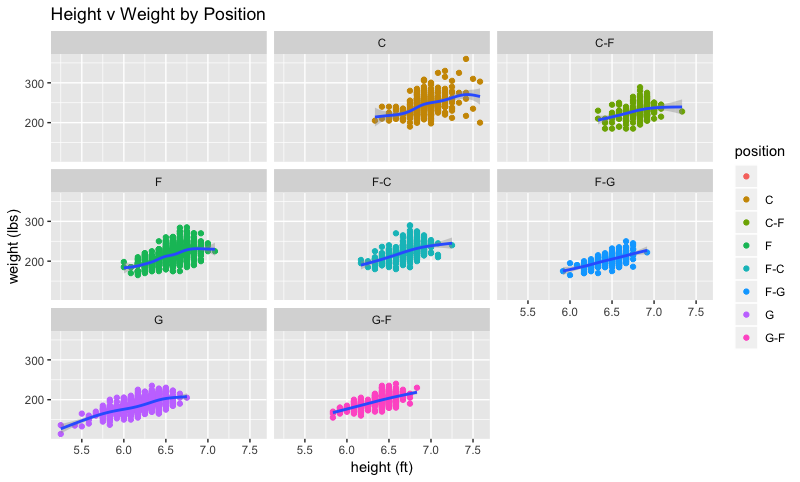 Height v Weight by Position
C
C-F
300
200
F
F-C
F-G
300
200
5.5 6.0 6.5 7.0 7.5
G
G-F
300
200
5.5 6.0 6.5 7.0 7.5
5.5 6.0 6.5 7.0 7.5
height (ft)
weight (lbs)
position
C
C-F
F
F-C
F-G
G
G-F